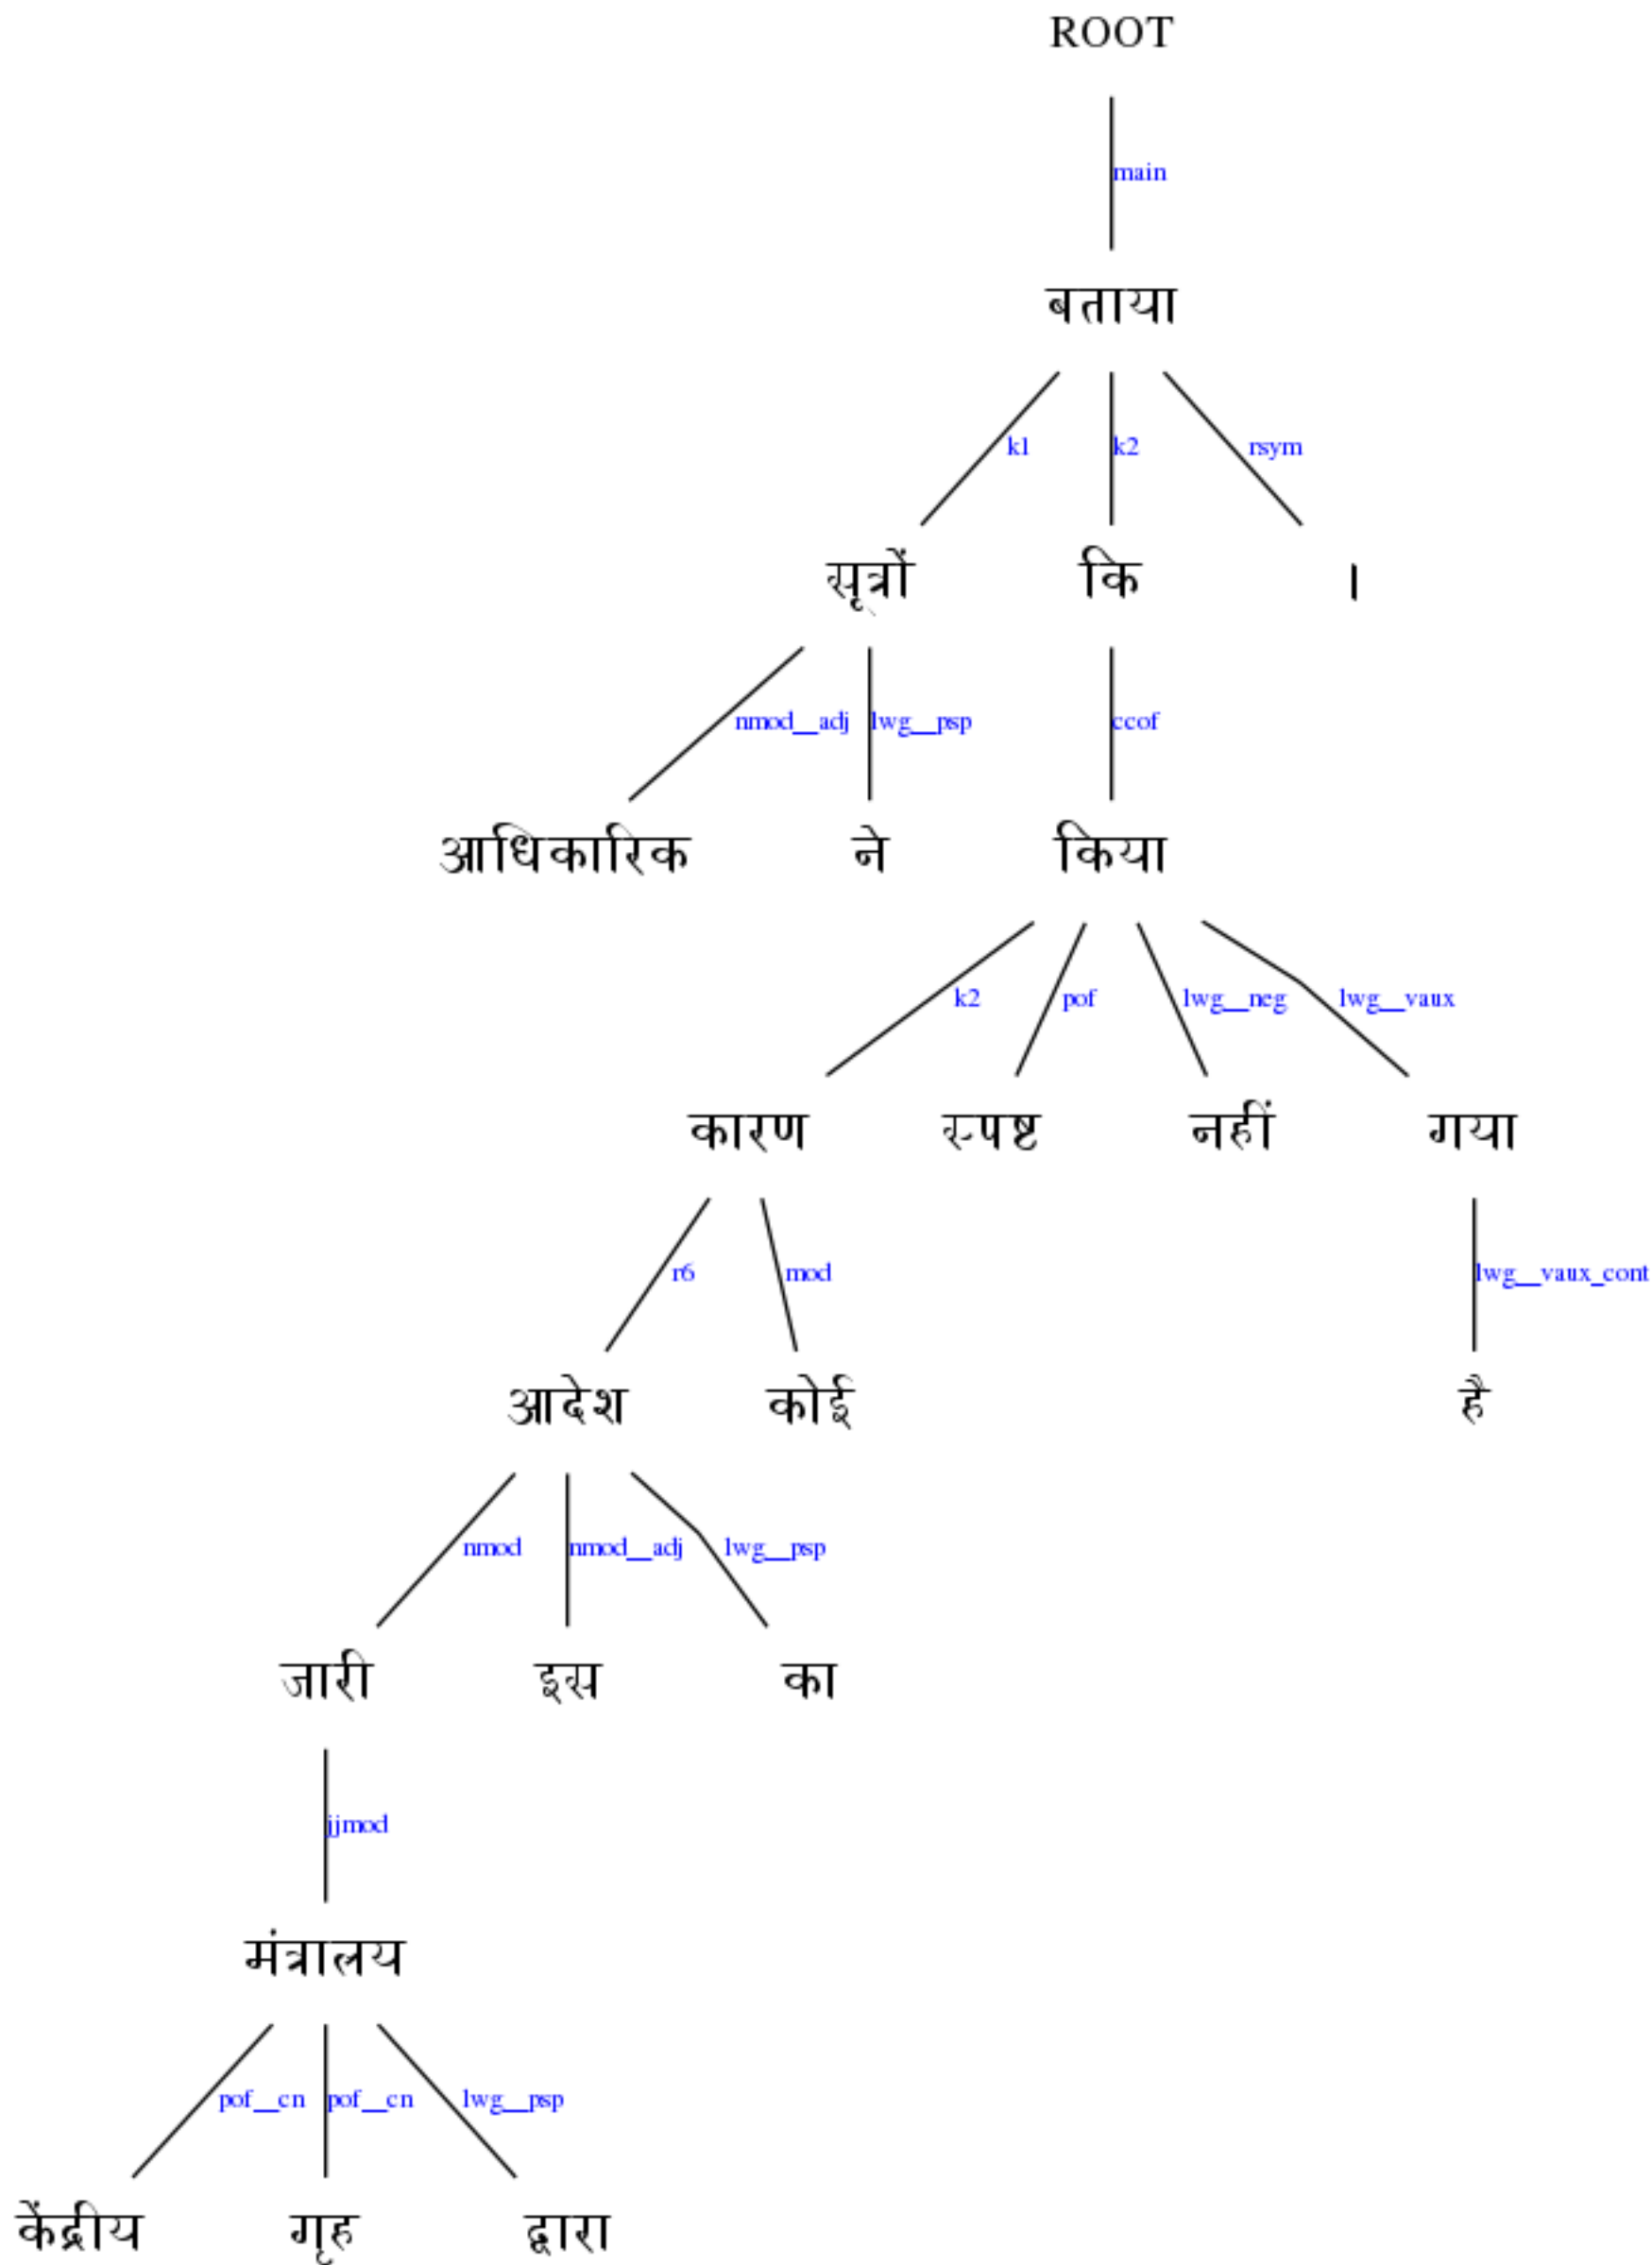 ROOT
main
बताया
k1 k2 rsym
सूत्रों कि ।
nmod__adj lwg__psp ccof
आधिकारिक ने किया
k2 pof lwg__neg lwg__vaux
कारण स्पष्ट नहीं गया
r6 mod lwg__vaux_cont
आदेश कोई है
nmod nmod__adj lwg__psp
जारी इस का
jjmod
मंत्रालय
pof__cn pof__cn lwg__psp
केंद्रीय गृह द्वारा